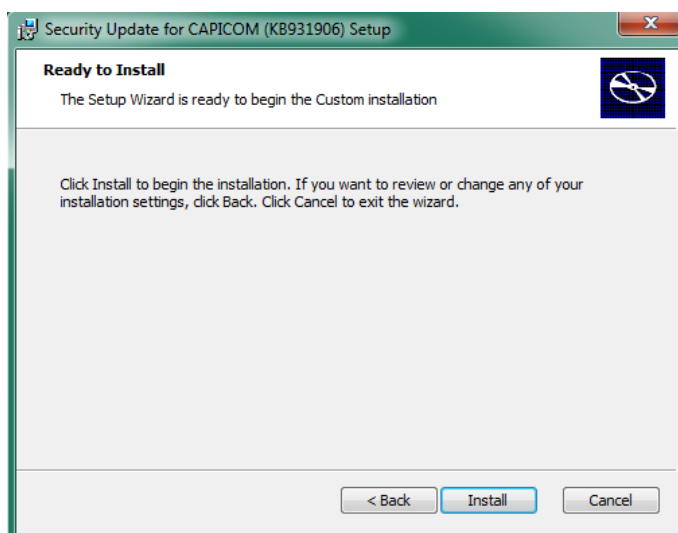 Security Update for CAPICOM (KB931906) Setup
Ready to Install
The Setup Wizard is ready to begin the Custom installation
Click Install to begin the installation. If you want to review or change any of your
installation settings, click Back. Click Cancel to exit the wizard.
< Back Install Cancel